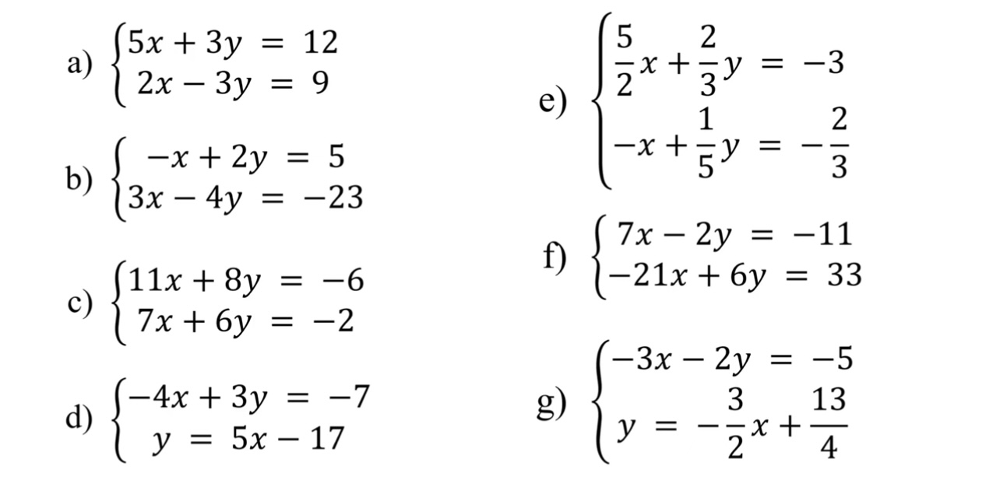 a) {5x + 3y = 12
2x − 3y = 9
b) {−x + 2y = 5
3x − 4y = −23
c) {11x + 8y = −6
7x + 6y = −2
d) {−4x + 3y = −7
y = 5x − 17
e) {5/2 x + 2/3 y = −3
−x + 1/5 y = −2/3
f) {7x − 2y = −11
−21x + 6y = 33
g) {−3x − 2y = −5
y = −3/2 x + 13/4